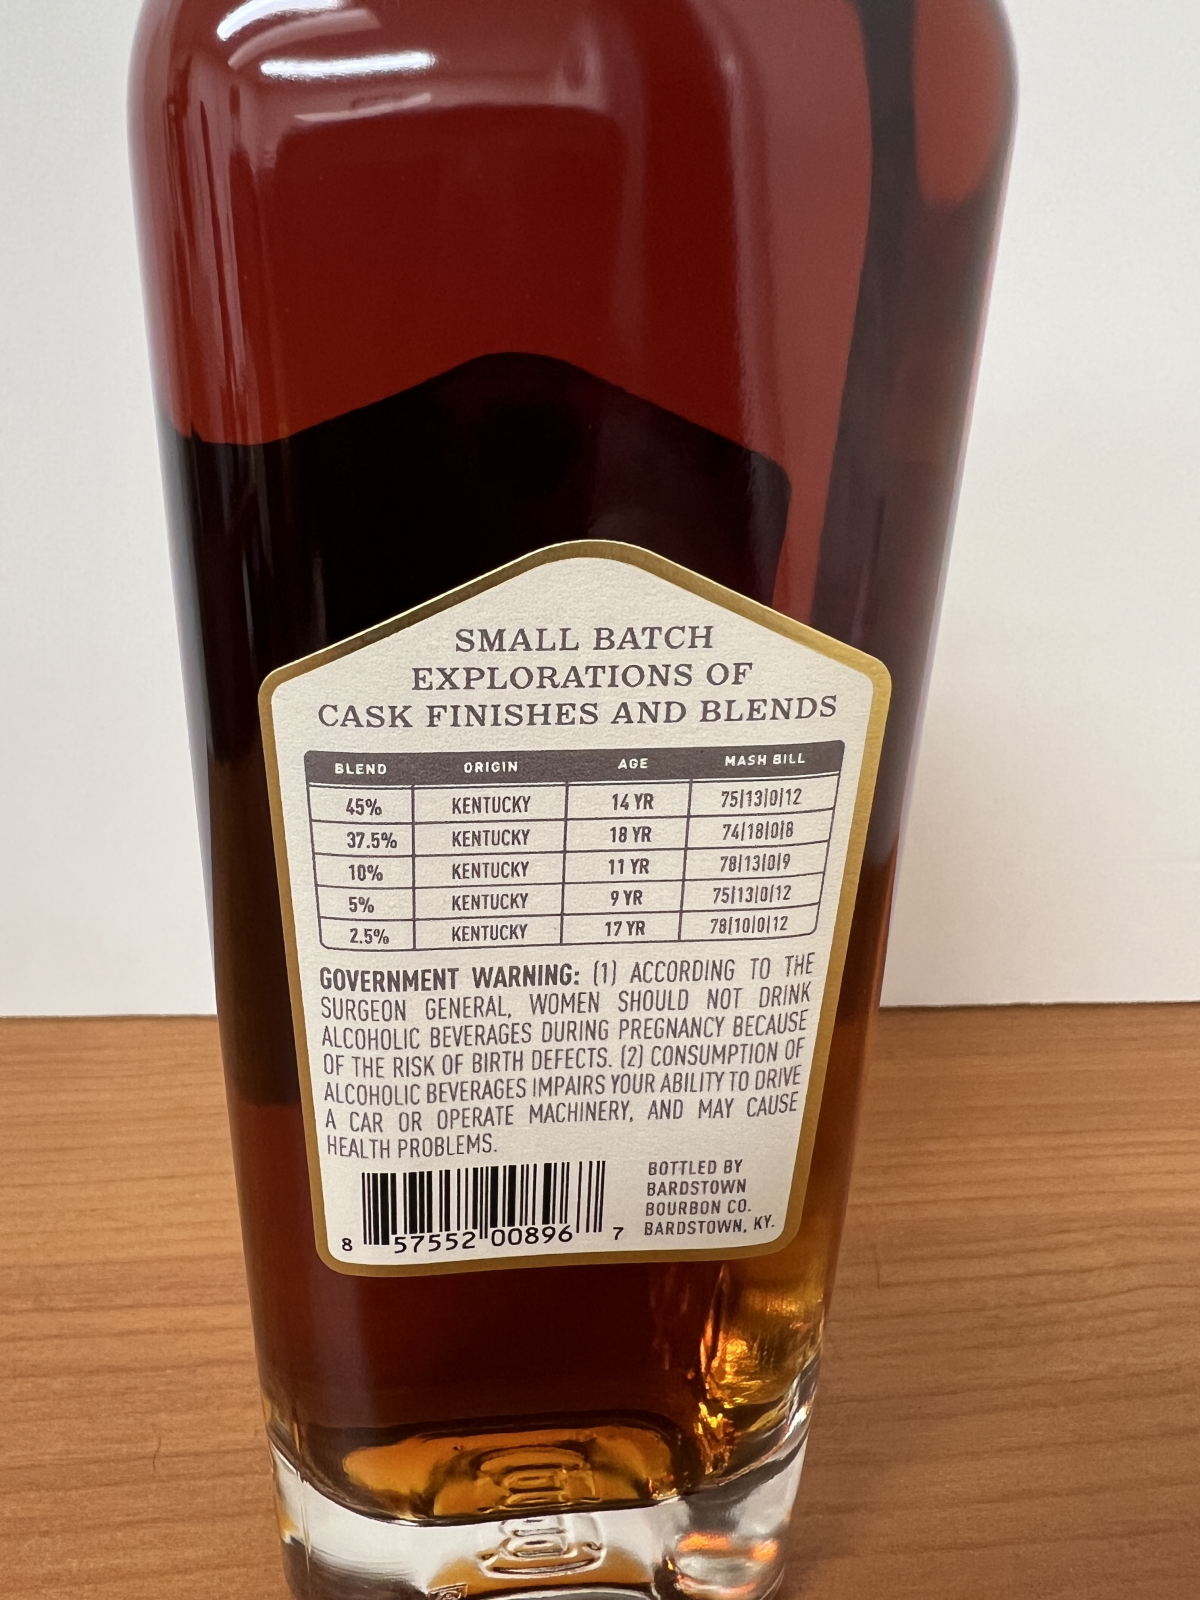 SMALL BATCH
EXPLORATIONS OF
CASK FINISHES AND BLENDS
BLEND ORIGIN AGE MASH BILL
45% KENTUCKY 14 YR 75|13|0|12
37.5% KENTUCKY 18 YR 74|18|0|8
10% KENTUCKY 11 YR 78|13|0|9
5% KENTUCKY 9 YR 75|13|0|12
2.5% KENTUCKY 17 YR 78|10|0|12
GOVERNMENT WARNING: (1) ACCORDING TO THE
SURGEON GENERAL, WOMEN SHOULD NOT DRINK
ALCOHOLIC BEVERAGES DURING PREGNANCY BECAUSE
OF THE RISK OF BIRTH DEFECTS. (2) CONSUMPTION OF
ALCOHOLIC BEVERAGES IMPAIRS YOUR ABILITY TO DRIVE
A CAR OR OPERATE MACHINERY, AND MAY CAUSE
HEALTH PROBLEMS.
8 57552 00896 7
BOTTLED BY
BARDSTOWN
BOURBON CO.
BARDSTOWN, KY.